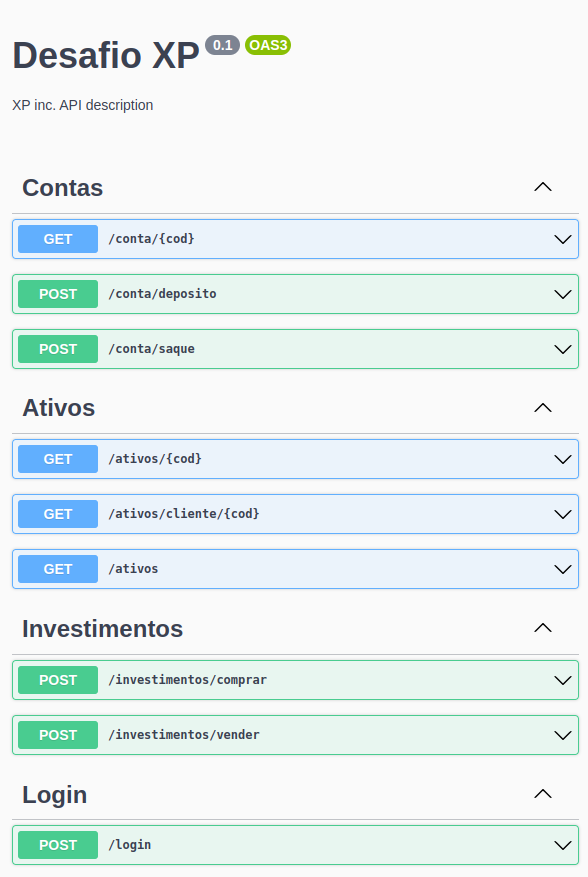 Desafio XP 0.1 OAS3
XP inc. API description
Contas
GET /conta/{cod}
POST /conta/deposito
POST /conta/saque
Ativos
GET /ativos/{cod}
GET /ativos/cliente/{cod}
GET /ativos
Investimentos
POST /investimentos/comprar
POST /investimentos/vender
Login
POST /login